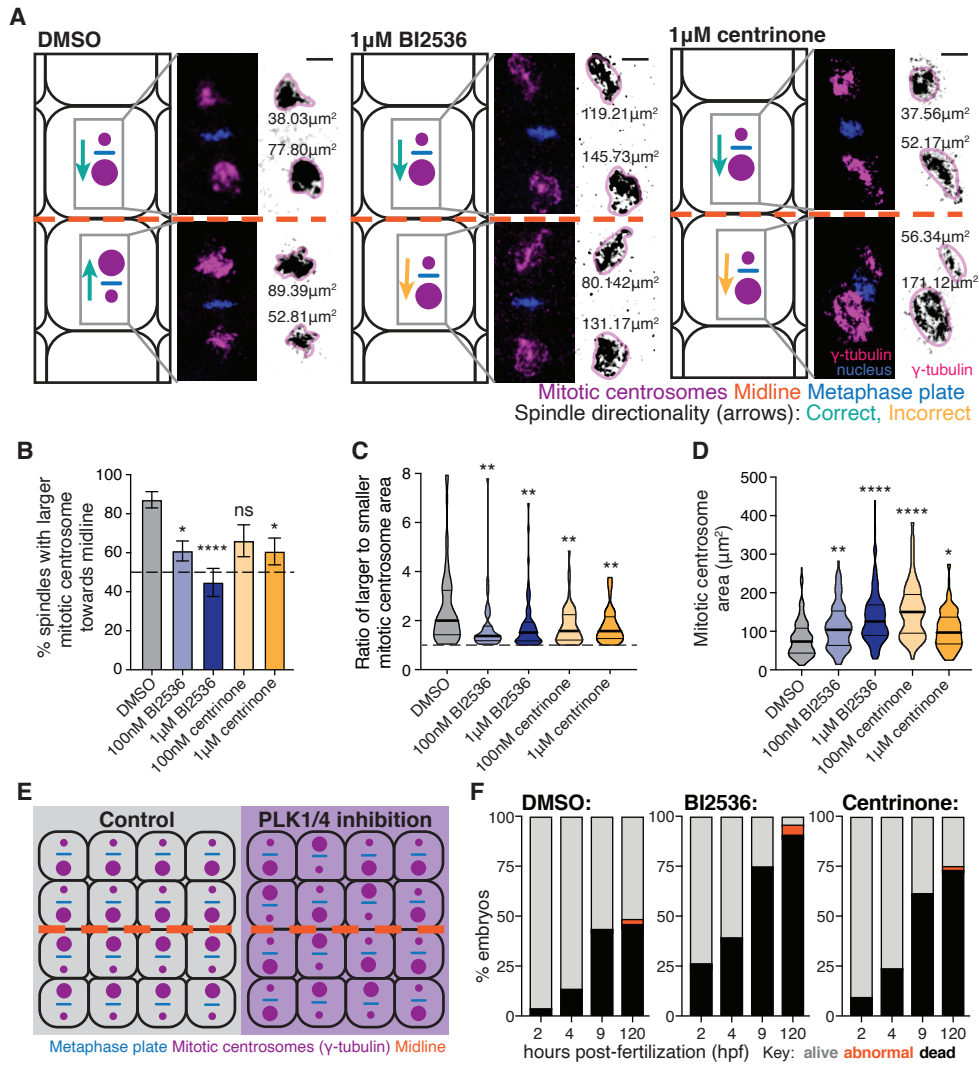 A
DMSO
1µM BI2536
1µM centrinone
38.03µm²
77.80µm²
89.39µm²
52.81µm²
119.21µm²
145.73µm²
80.142µm²
131.17µm²
37.56µm²
52.17µm²
56.34µm²
171.12µm²
γ-tubulin
nucleus
γ-tubulin
Mitotic centrosomes Midline Metaphase plate
Spindle directionality (arrows): Correct, Incorrect
B
% spindles with larger
mitotic centrosome
towards midline
100
80
60
40
20
0
*
****
ns
*
DMSO
100nM BI2536
1µM BI2536
100nM centrinone
1µM centrinone
C
Ratio of larger to smaller
mitotic centrosome area
8
6
4
2
0
**
**
**
**
DMSO
100nM BI2536
1µM BI2536
100nM centrinone
1µM centrinone
D
Mitotic centrosome
area (µm²)
500
400
300
200
100
0
**
****
****
*
DMSO
100nM BI2536
1µM BI2536
100nM centrinone
1µM centrinone
E
Control
PLK1/4 inhibition
Metaphase plate Mitotic centrosomes (γ-tubulin) Midline
F
DMSO:
BI2536:
Centrinone:
% embryos
100
75
50
25
0
2 4 9 120
100
75
50
25
0
2 4 9 120
100
75
50
25
0
2 4 9 120
hours post-fertilization (hpf) Key: alive abnormal dead